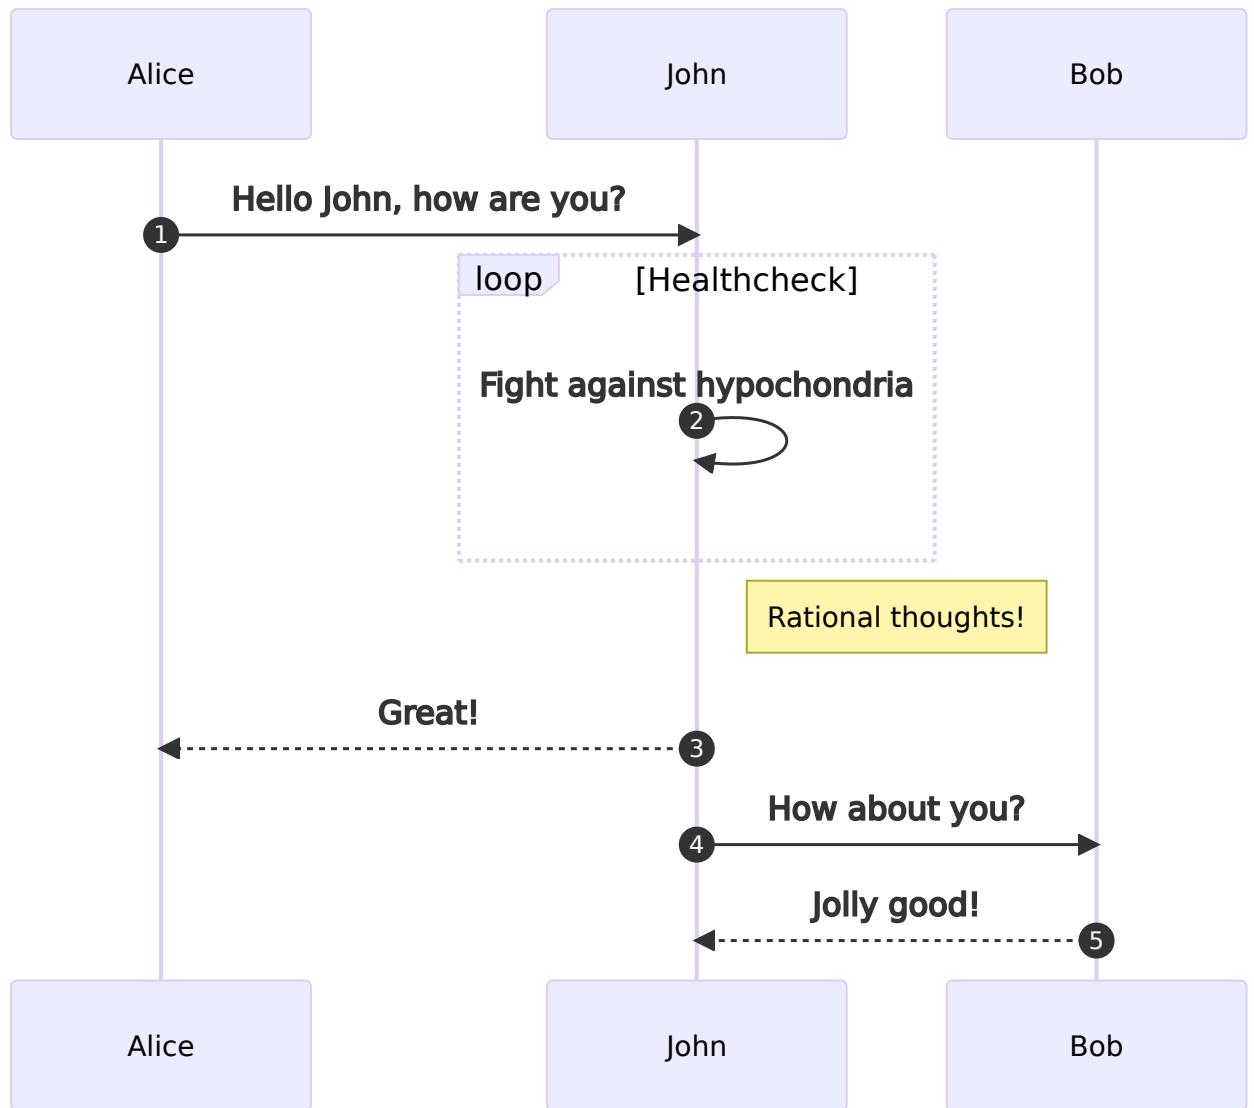 Alice
John
Bob
Hello John, how are you?
1
loop
[Healthcheck]
Fight against hypochondria
2
Rational thoughts!
Great!
3
How about you?
4
Jolly good!
5
Alice
John
Bob